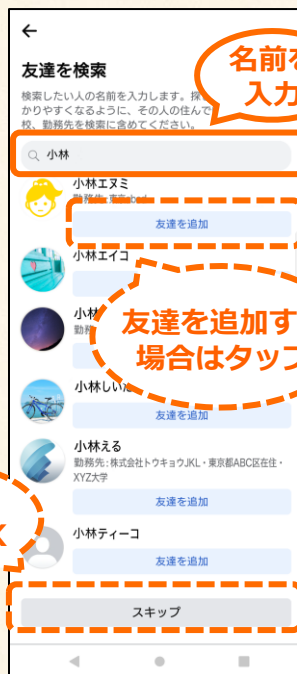 友達を検索
検索したい人の名前を入力します。探
かりやすくなるように、その人の住んで
校、勤務先を検索に含めてください。
名前を
入力
小林
小林エヌミ
友達を追加
小林エイコ
友達を追加す
場合はタップ
小林しい
友達を追加
小林える
勤務先:株式会社トウキョウJKL・東京都ABC区在住・
XYZ大学
友達を追加
小林ティーコ
友達を追加
スキップ